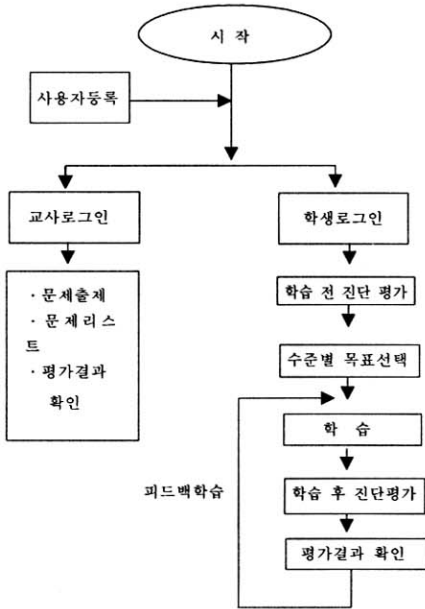 시 작
사용자등록
교사로그인
학생로그인
· 문제출제
· 문제리스
트
· 평가결과
확인
학습 전 진단 평가
수준별 목표선택
학 습
피드백학습
학습 후 진단평가
평가결과 확인